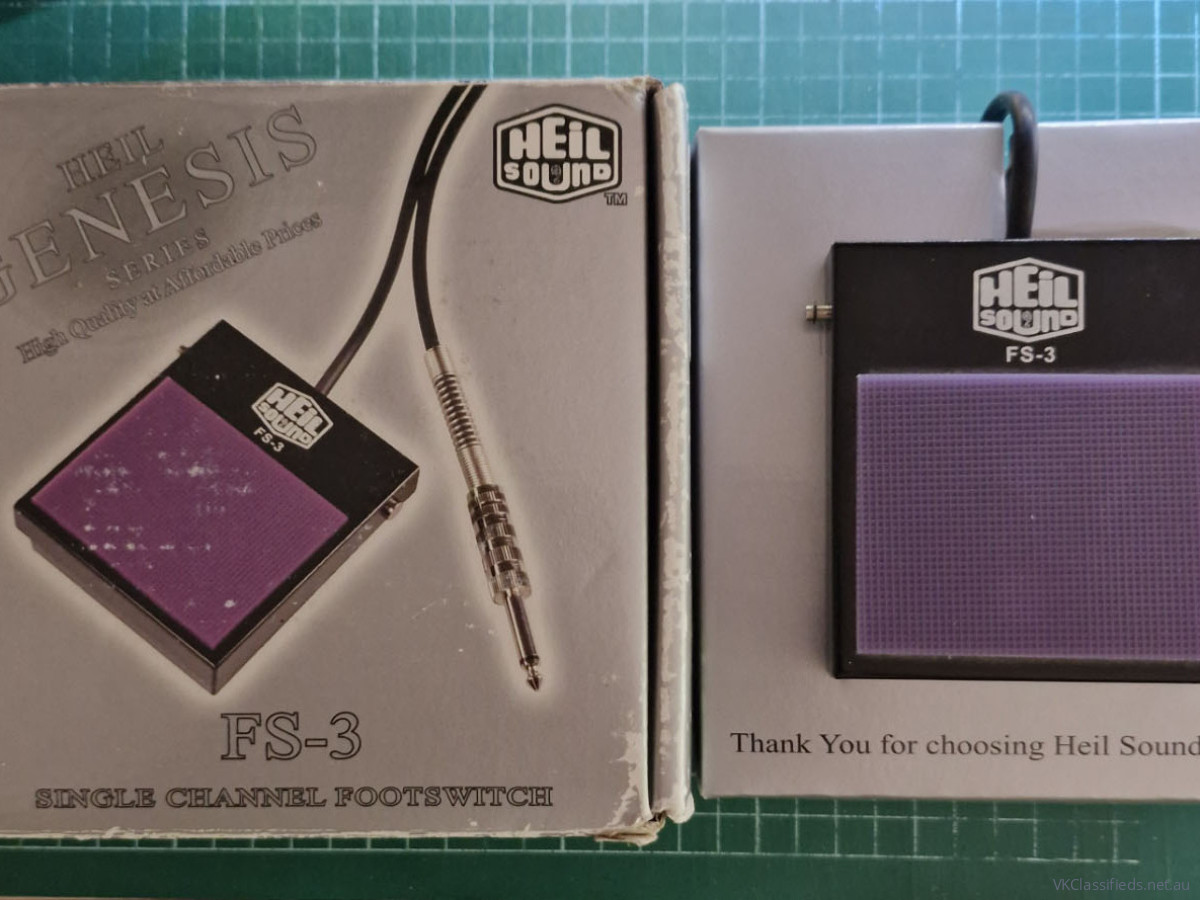 HEIL
GENESIS
SERIES
High Quality at Affordable Prices
HEiL
SOUND
TM
HEiL
SOUND
FS-3
FS-3
SINGLE CHANNEL FOOTSWITCH
HEiL
SOUND
FS-3
Thank You for choosing Heil Sound
VKClassifieds.net.au